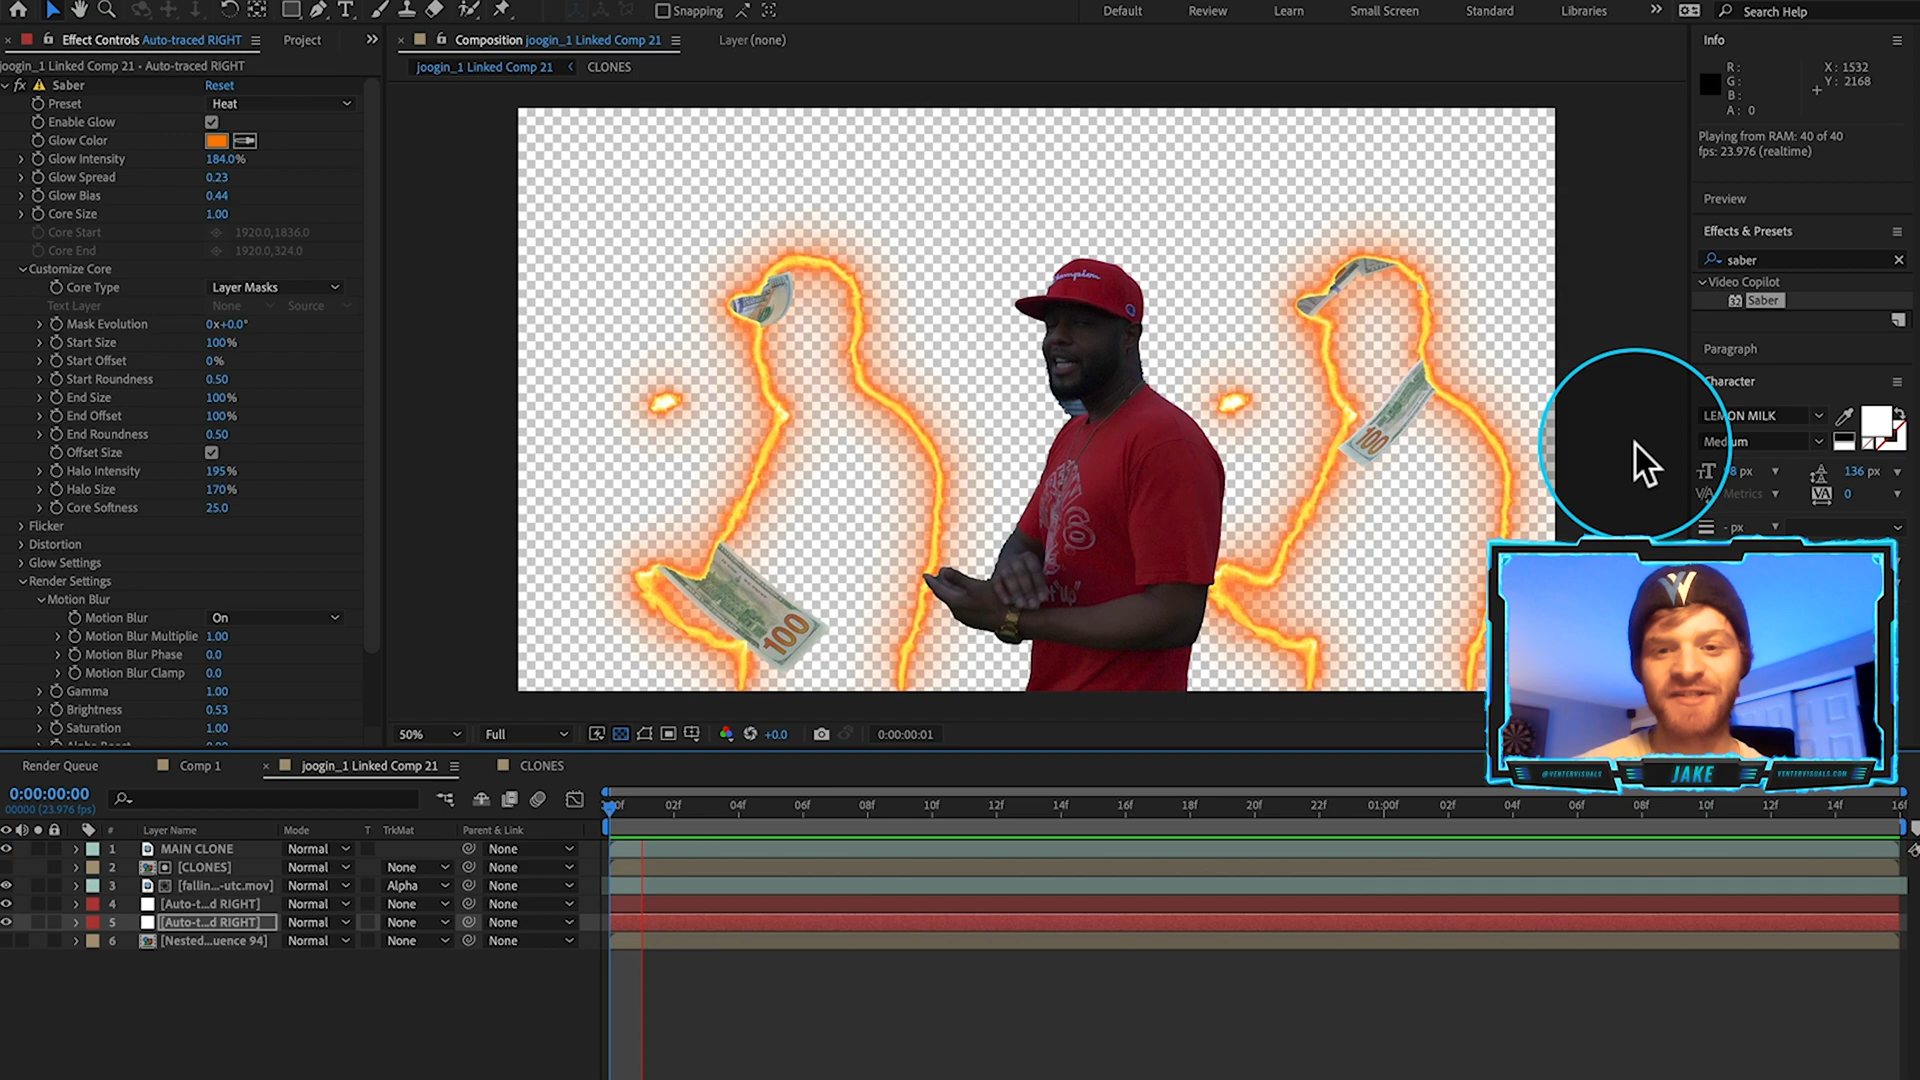 Snapping
Default Review Learn Small Screen Standard Libraries Search Help
Effect Controls Auto-traced RIGHT Project
Composition joogin_1 Linked Comp 21 Layer (none)
Info
joogin_1 Linked Comp 21 • Auto-traced RIGHT
joogin_1 Linked Comp 21 CLONES
R : X : 1532
G : Y : 2168
B :
A : 0
fx Saber Reset
Preset Heat
Enable Glow
Glow Color
Glow Intensity 184.0%
Glow Spread 0.23
Glow Bias 0.44
Core Size 1.00
Core Start 1920.0,1836.0
Core End 1920.0,324.0
Customize Core
Core Type Layer Masks
Text Layer None Source
Mask Evolution 0x+0.0°
Start Size 100%
Start Offset 0%
Start Roundness 0.50
End Size 100%
End Offset 100%
End Roundness 0.50
Offset Size
Halo Intensity 195%
Halo Size 170%
Core Softness 25.0
Flicker
Distortion
Glow Settings
Render Settings
Motion Blur
Motion Blur On
Motion Blur Multiplie 1.00
Motion Blur Phase 0.0
Motion Blur Clamp 0.0
Gamma 1.00
Brightness 0.53
Saturation 1.00
Playing from RAM: 40 of 40
fps: 23.976 (realtime)
Preview
Effects & Presets
saber
Video Copilot
Saber
Paragraph
Character
LEMON MILK
Medium
136 px
Metrics 0
- px
Champion
100
100
50% Full +0.0 0:00:00:01
@VENTERVISUALS JAKE VENTERVISUALS.COM
Render Queue Comp 1 joogin_1 Linked Comp 21 CLONES
0:00:00:00
00000 (23.976 fps)
02f 04f 06f 08f 10f 12f 14f 16f 18f 20f 22f 01:00f 02f 04f 06f 08f 10f 12f 14f 16f
# Layer Name Mode T TrkMat Parent & Link
1 MAIN CLONE Normal None
2 [CLONES] Normal None None
3 [fallin...-utc.mov] Normal Alpha None
4 [Auto-t...d RIGHT] Normal None None
5 [Auto-t...d RIGHT] Normal None None
6 [Nested...uence 94] Normal None None